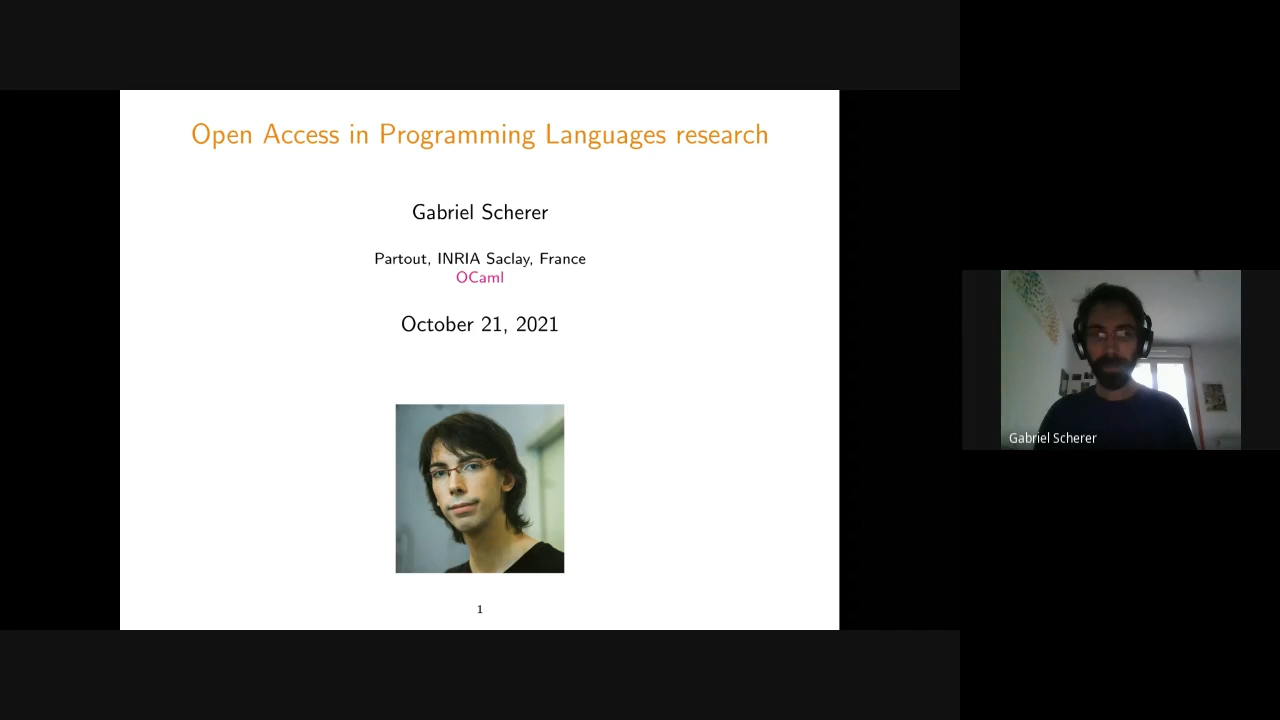 Open Access in Programming Languages research
Gabriel Scherer
Partout, INRIA Saclay, France
OCaml
October 21, 2021
1
Gabriel Scherer